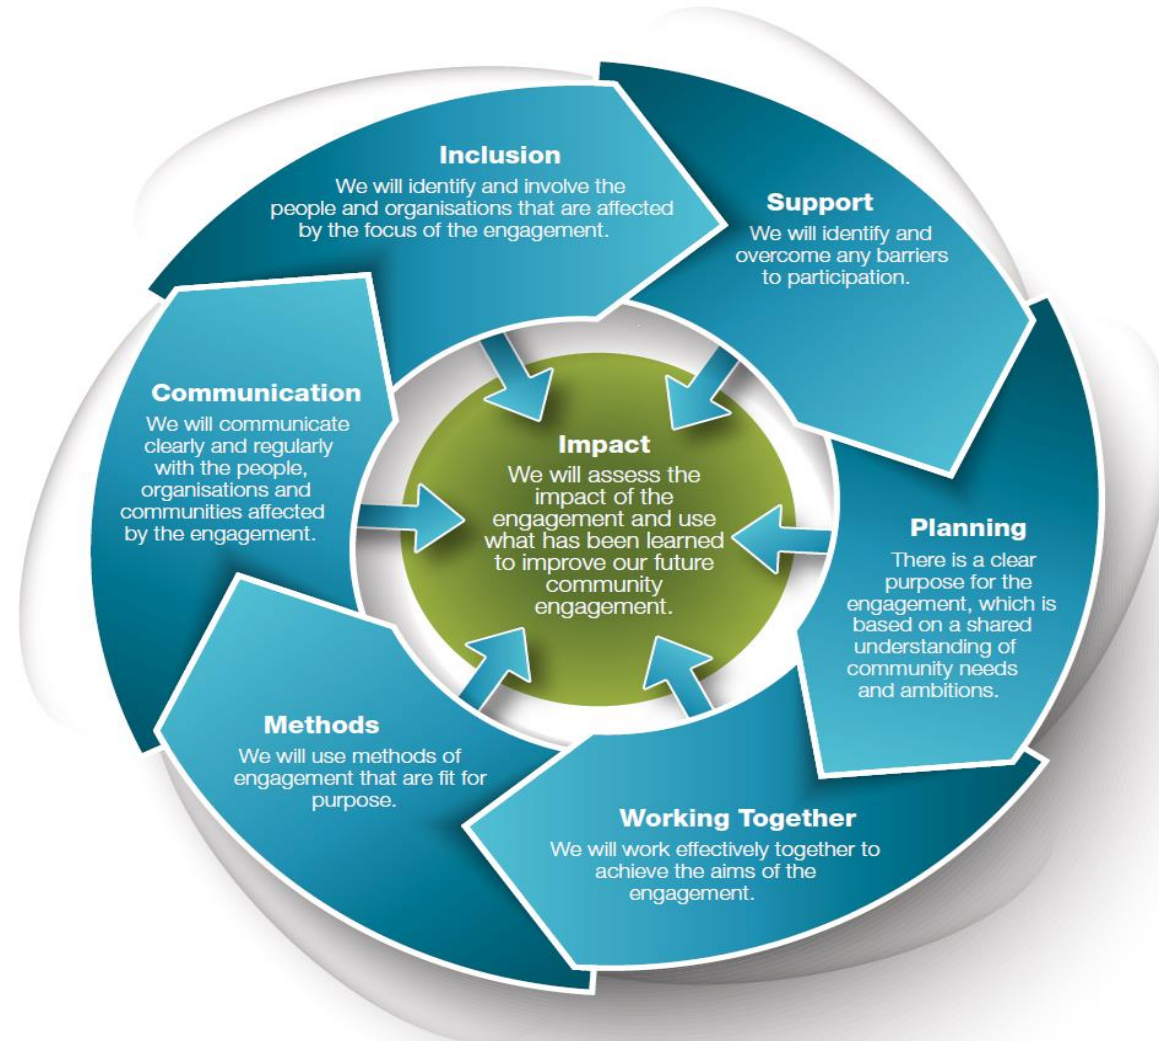 Inclusion
We will identify and involve the
people and organisations that are affected
by the focus of the engagement.
Support
We will identify and
overcome any barriers
to participation.
Planning
There is a clear
purpose for the
engagement, which is
based on a shared
understanding of
community needs
and ambitions.
Working Together
We will work effectively together to
achieve the aims of the
engagement.
Methods
We will use methods of
engagement that are fit for
purpose.
Communication
We will communicate
clearly and regularly
with the people,
organisations and
communities affected
by the engagement.
Impact
We will assess the
impact of the
engagement and use
what has been learned
to improve our future
community
engagement.